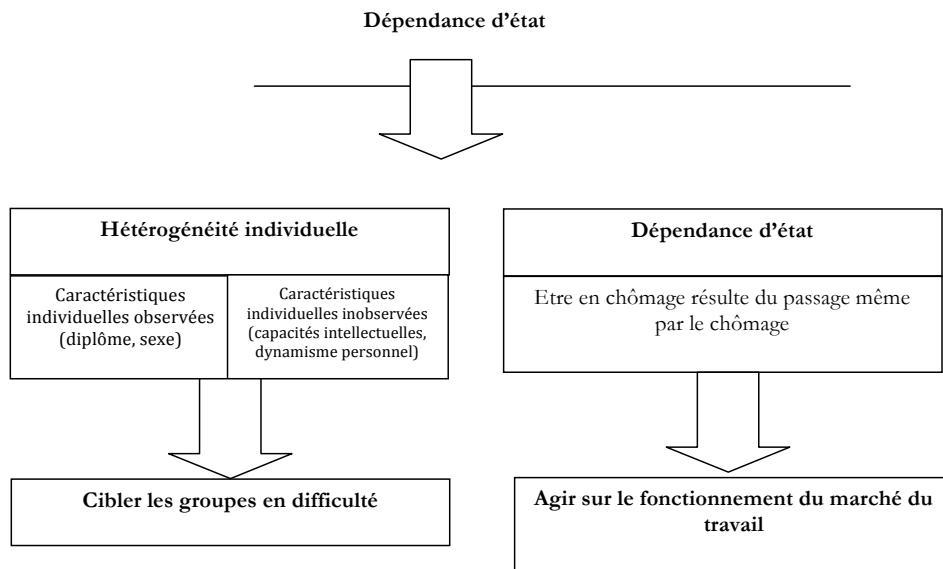 Dépendance d’état
Hétérogénéité individuelle
Caractéristiques
individuelles observées
(diplôme, sexe)
Caractéristiques
individuelles inobservées
(capacités intellectuelles,
dynamisme personnel)
Dépendance d’état
Etre en chômage résulte du passage même
par le chômage
Cibler les groupes en difficulté
Agir sur le fonctionnement du marché du
travail